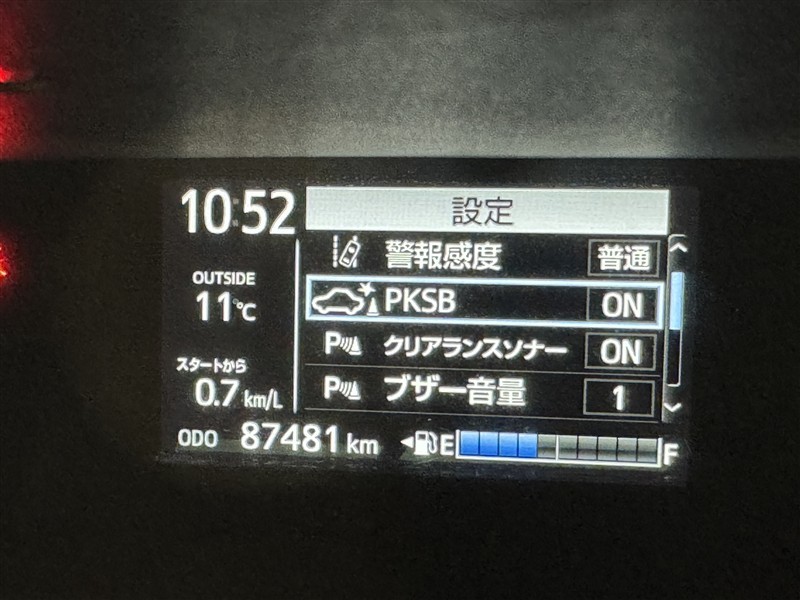 10:52
設定
警報感度 普通
OUTSIDE
11℃
PKSB ON
クリアランスソナー ON
スタートから
0.7 km/L
ブザー音量 1
ODO 87481 km E F